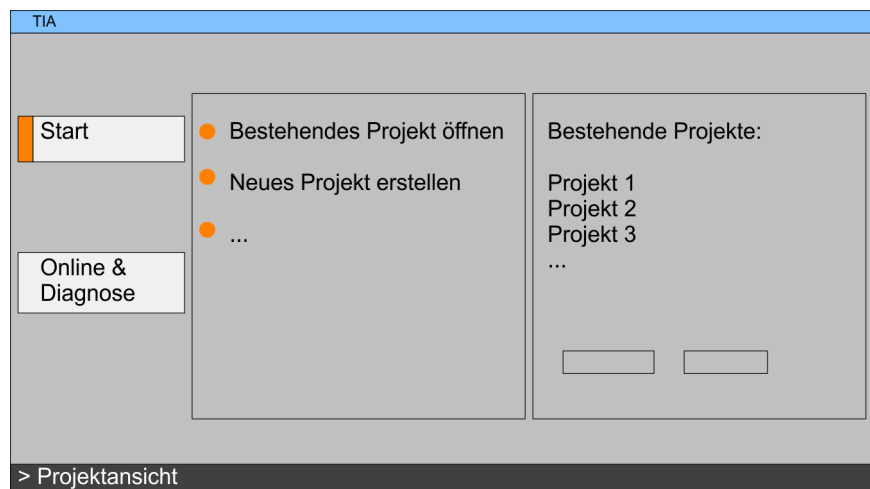 TIA
Start
Online &
Diagnose
Bestehendes Projekt öffnen
Neues Projekt erstellen
...
Bestehende Projekte:
Projekt 1
Projekt 2
Projekt 3
...
> Projektansicht